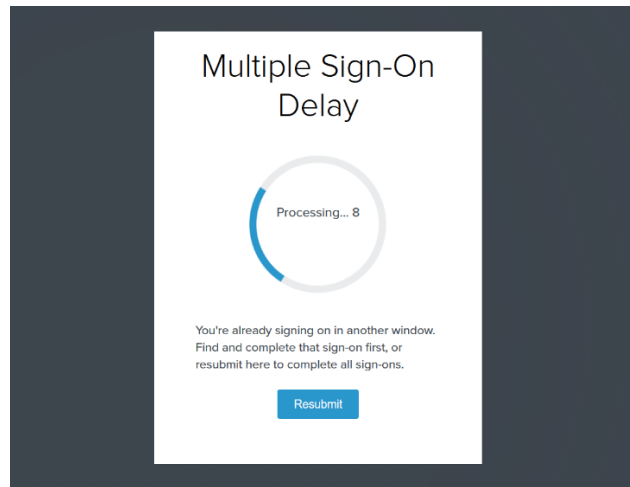 Multiple Sign-On
Delay
Processing... 8
You're already signing on in another window.
Find and complete that sign-on first, or
resubmit here to complete all sign-ons.
Resubmit